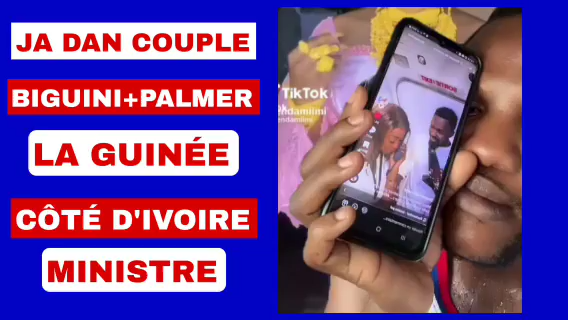 JA DAN COUPLE
BIGUINI+PALMER
LA GUINÉE
CÔTÉ D'IVOIRE
MINISTRE
TikTok